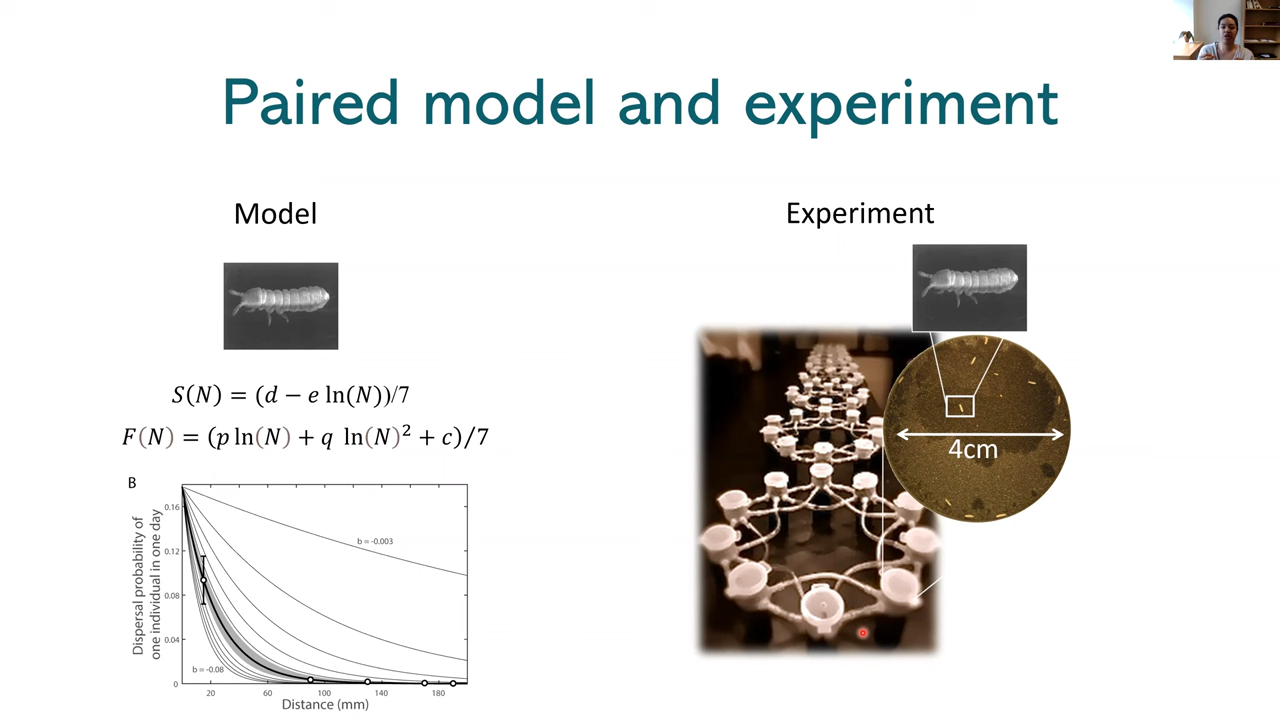 Paired model and experiment
Model
S(N) = (d − e ln(N))/7
F(N) = (p ln(N) + q ln(N)² + c)/7
B
Dispersal probability of
one individual in one day
0.16
0.12
0.08
0.04
0
b = -0.003
b = -0.08
20
60
100
140
180
Distance (mm)
Experiment
4cm